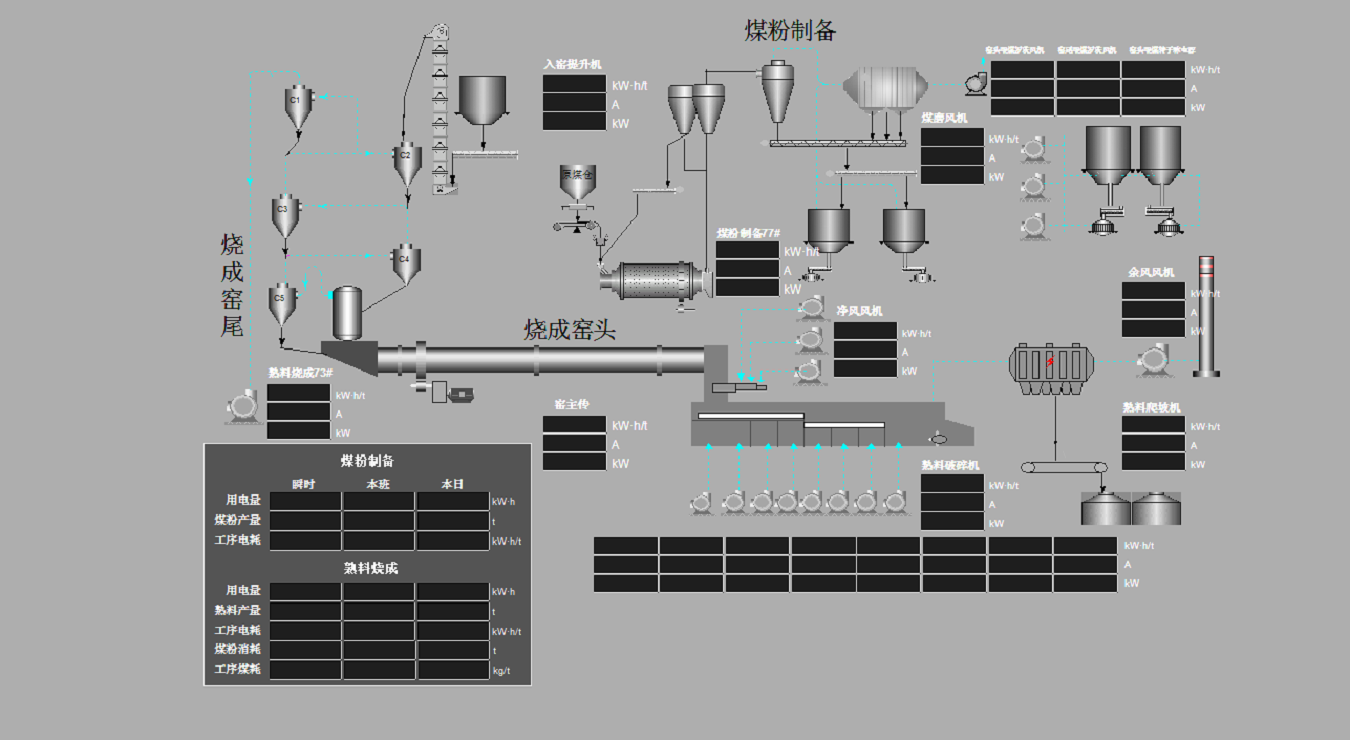 煤粉制备
入窑提升机
kW·h/t
A
kW
kW·h/t
A
kW
煤磨风机
kW·h/t
A
kW
C1
C2
C3
C4
C5
原煤仓
烧成窑尾
煤粉制备77#
kW·h/t
A
kW
余风风机
kW·h/t
A
kW
净风风机
kW·h/t
A
kW
烧成窑头
熟料烧成73#
kW·h/t
A
kW
窑主传
kW·h/t
A
kW
熟料爬铁机
kW·h/t
A
kW
熟料破碎机
kW·h/t
A
kW
kW·h/t
A
kW
煤粉制备
瞬时 本班 本日
用电量 kW·h
煤粉产量 t
工序电耗 kW·h/t
熟料烧成
用电量 kW·h
熟料产量 t
工序电耗 kW·h/t
煤粉消耗 t
工序煤耗 kg/t